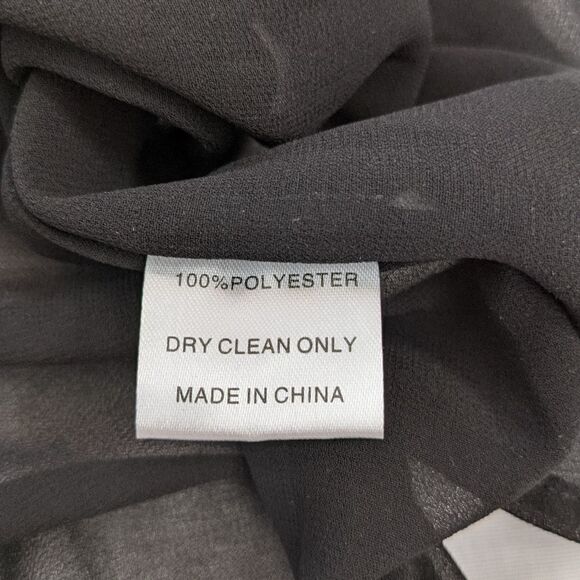 100%POLYESTER
DRY CLEAN ONLY
MADE IN CHINA